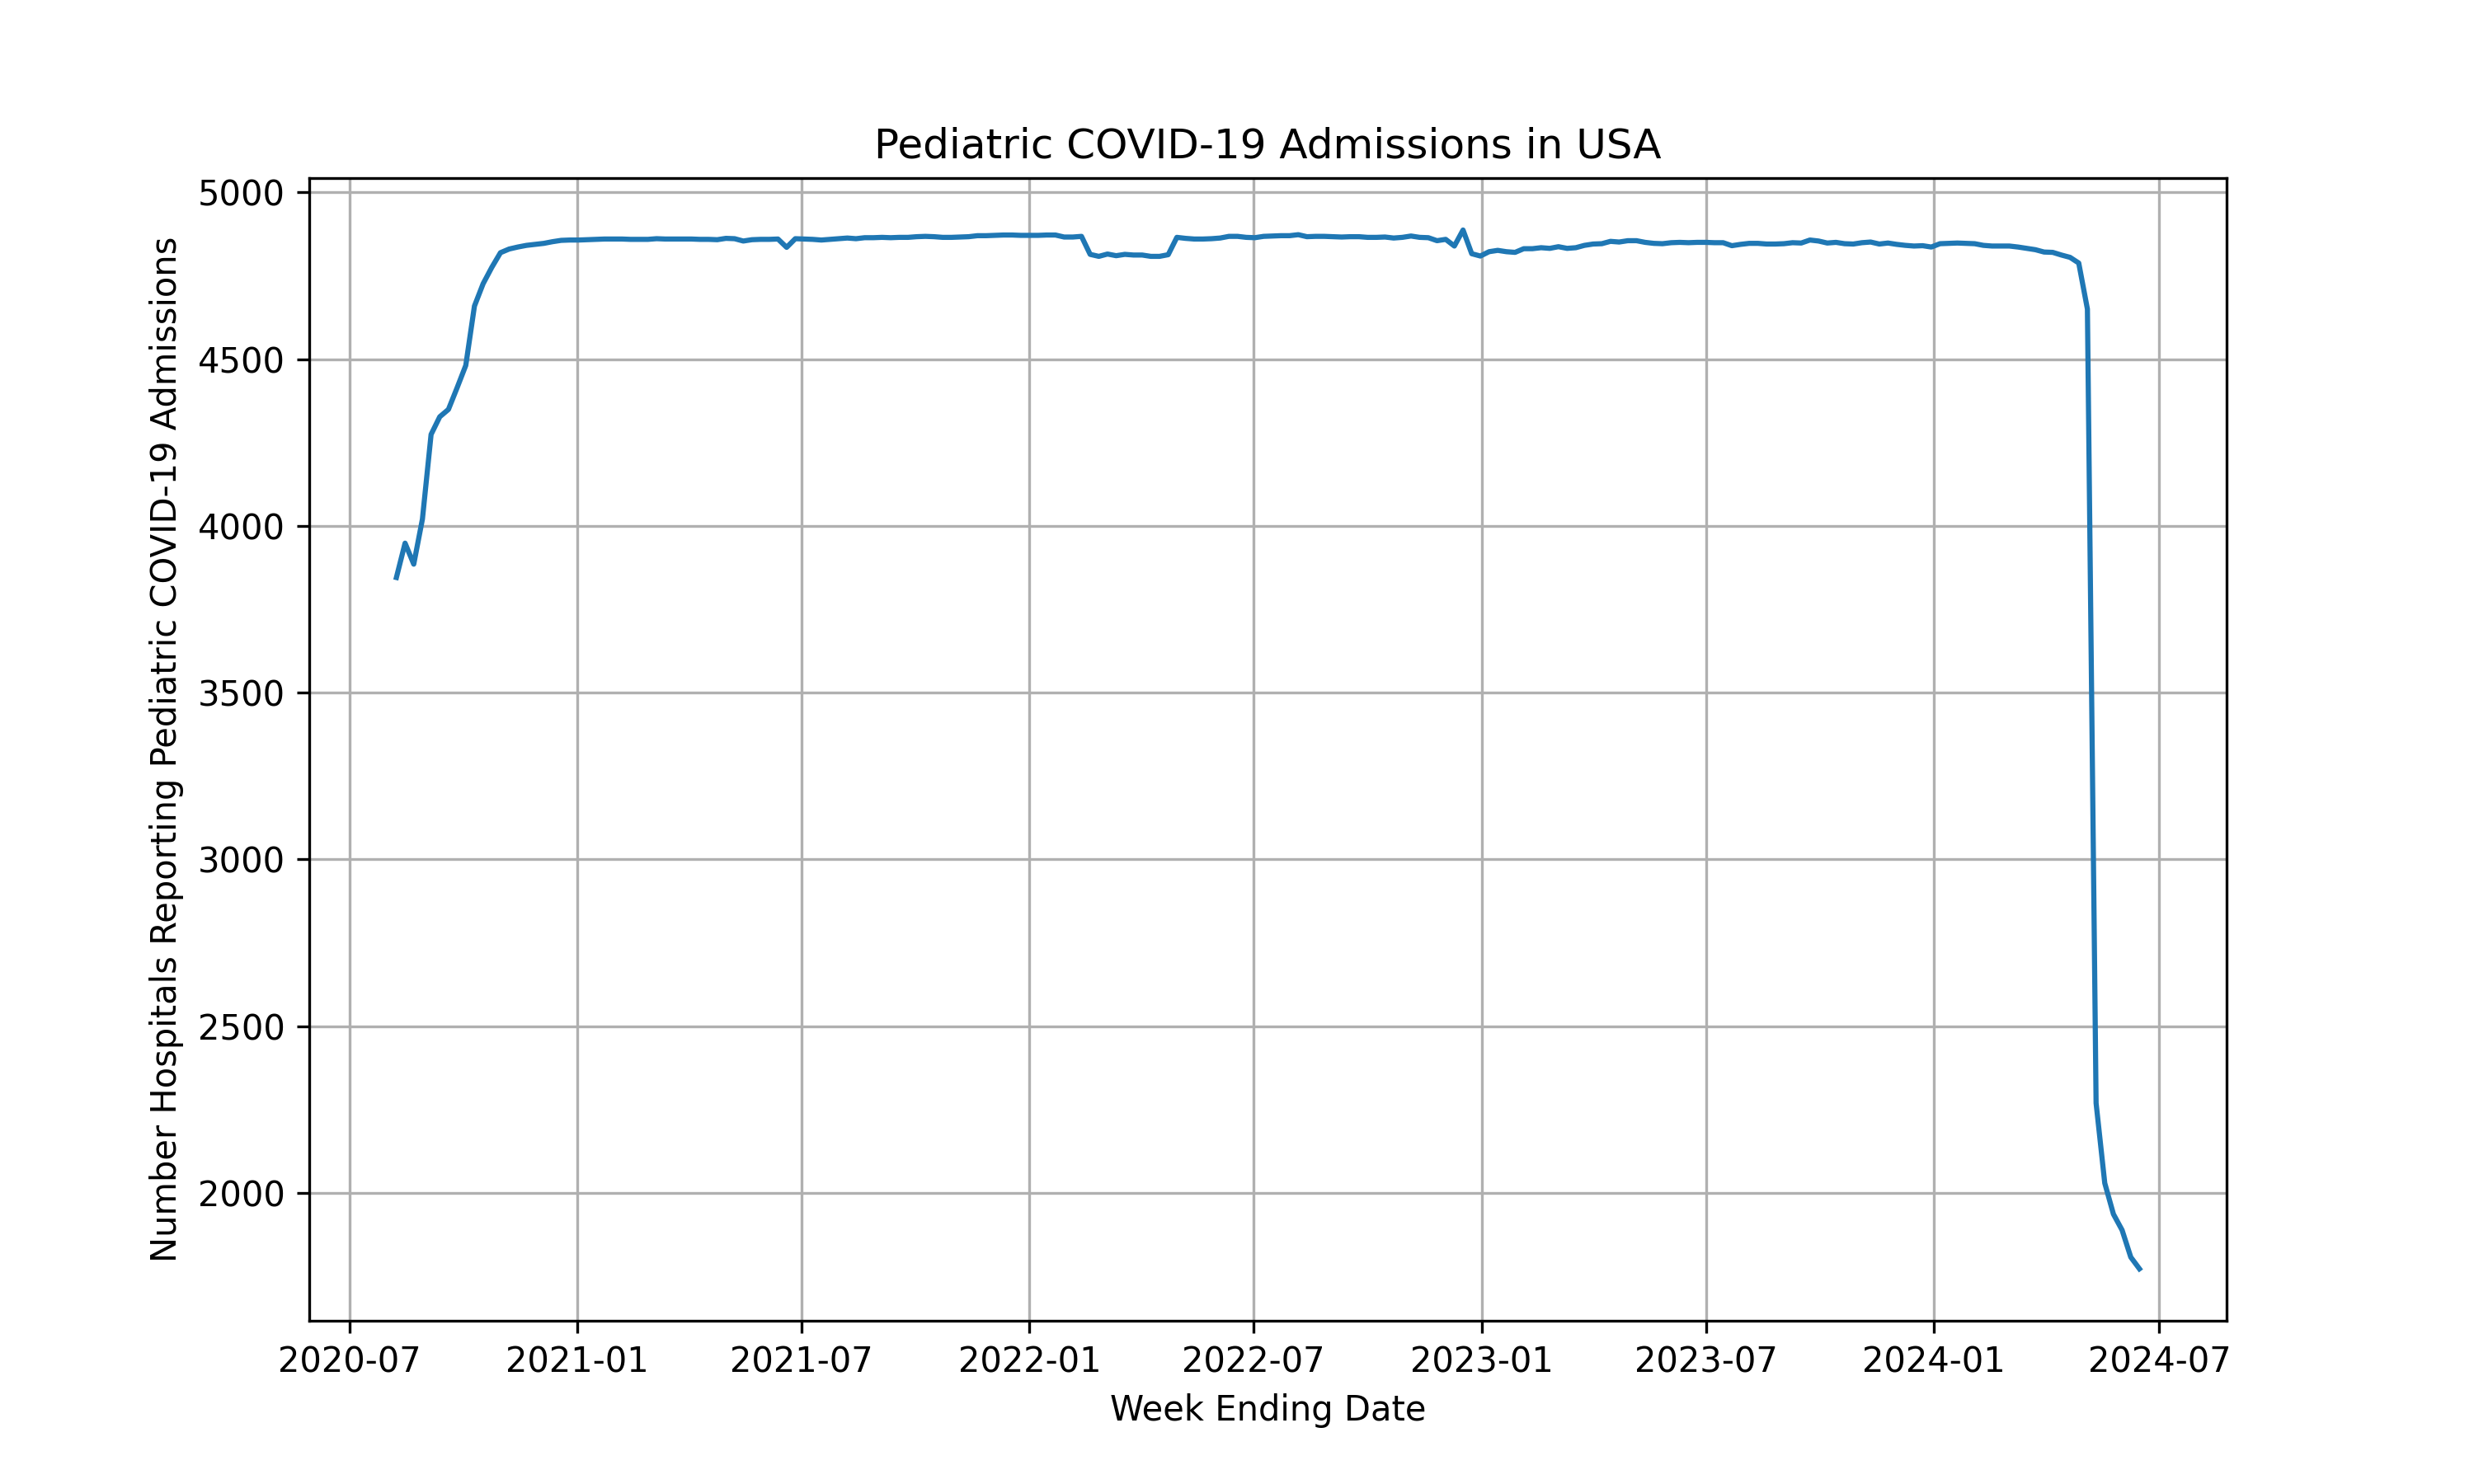 Pediatric COVID-19 Admissions in USA
Number Hospitals Reporting Pediatric COVID-19 Admissions
5000
4500
4000
3500
3000
2500
2000
2020-07 2021-01 2021-07 2022-01 2022-07 2023-01 2023-07 2024-01 2024-07
Week Ending Date